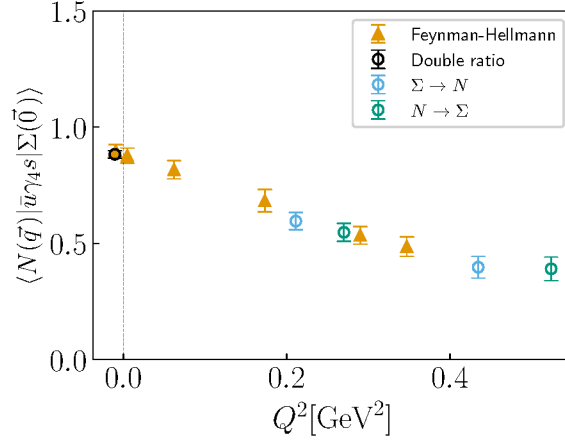 1.5
1.0
0.5
0.0
0.0
0.2
0.4
⟨N(q⃗)|ūγ₄s|Σ(0⃗)⟩
Q²[GeV²]
Feynman-Hellmann
Double ratio
Σ → N
N → Σ